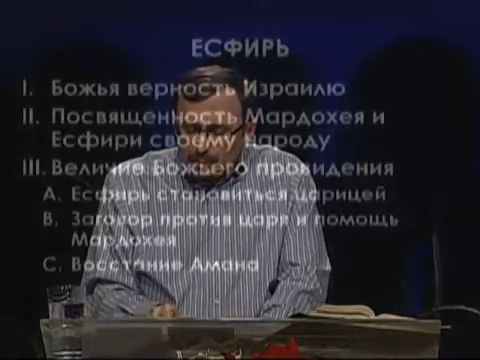 ЕСФИРЬ
I. Божья верность Израилю
II. Посвященность Мардохея и
Есфири своему народу
III. Величие Божьего провидения
A. Есфирь становиться царицей
B. Заговор против царя и помощь
Мардохея
C. Восстание Амана